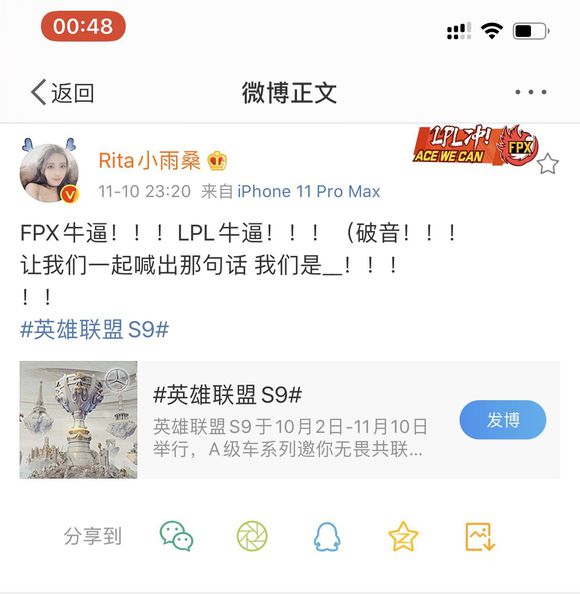 00:48
返回
微博正文
Rita小雨桑
LPL冲!
ACE WE CAN
FPX
V
11-10 23:20 来自 iPhone 11 Pro Max
FPX牛逼！！！LPL牛逼！！！（破音！！！
让我们一起喊出那句话 我们是__！！！
！！
#英雄联盟S9#
#英雄联盟S9#
英雄联盟S9于10月2日-11月10日
举行，A级车系列邀你无畏共联...
发博
分享到